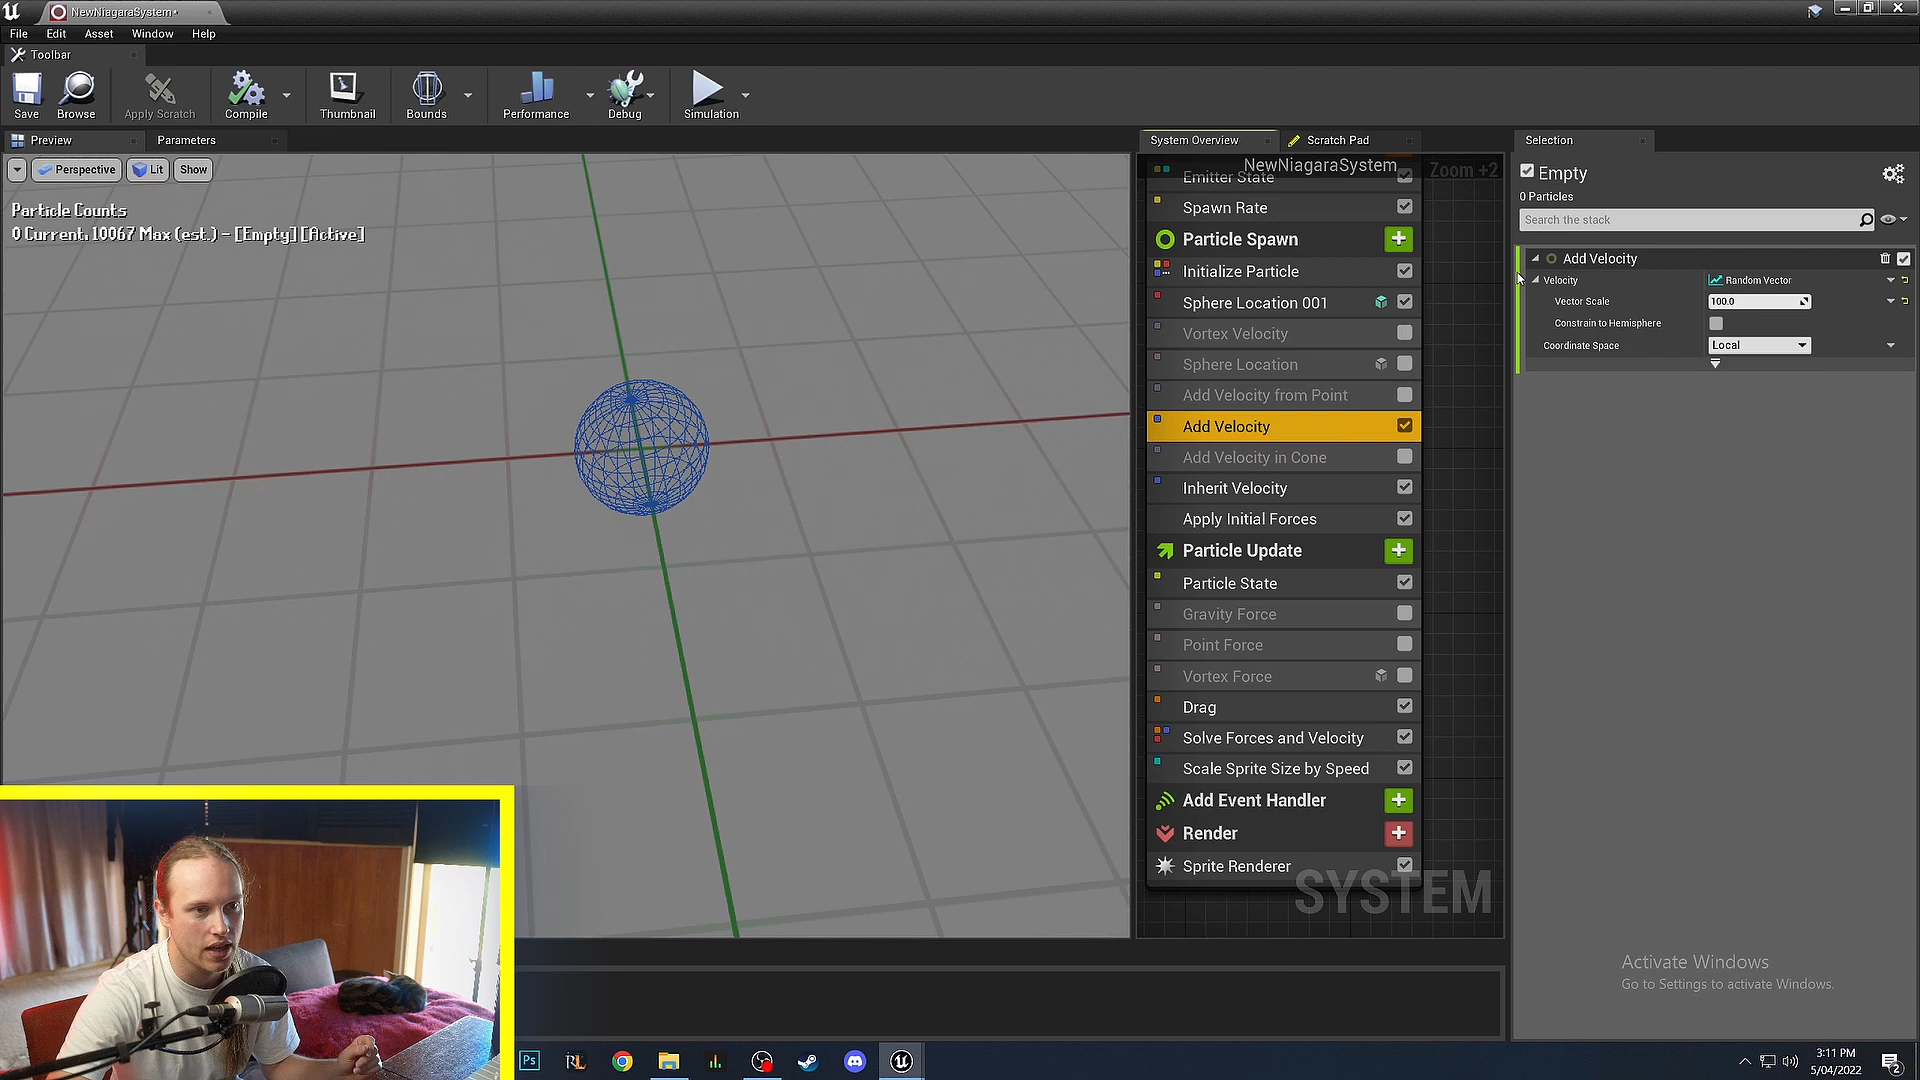 NewNiagaraSystem*
File Edit Asset Window Help
Toolbar
Save Browse Apply Scratch Compile Thumbnail Bounds Performance Debug Simulation
Preview Parameters
System Overview Scratch Pad
Selection
Perspective Lit Show
Particle Counts
0 Current, 10067 Max (est.) - [Empty][Active]
NewNiagaraSystem
Zoom +2
Emitter State
Spawn Rate
Particle Spawn
Initialize Particle
Sphere Location 001
Vortex Velocity
Sphere Location
Add Velocity from Point
Add Velocity
Add Velocity in Cone
Inherit Velocity
Apply Initial Forces
Particle Update
Particle State
Gravity Force
Point Force
Vortex Force
Drag
Solve Forces and Velocity
Scale Sprite Size by Speed
Add Event Handler
Render
Sprite Renderer
SYSTEM
Empty
0 Particles
Search the stack
Add Velocity
Velocity Random Vector
Vector Scale 100.0
Constrain to Hemisphere
Coordinate Space Local
Activate Windows
Go to Settings to activate Windows.
Ps
RL
3:11 PM
5/04/2022
2